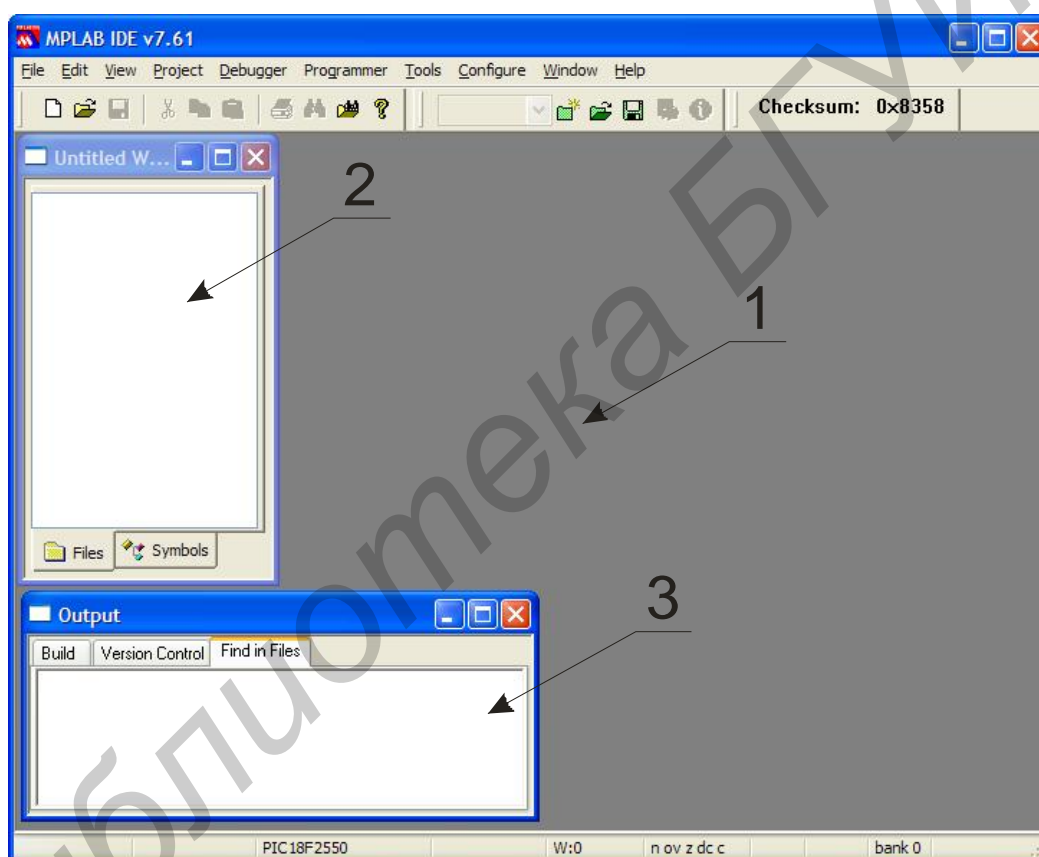 MPLAB IDE v7.61
File Edit View Project Debugger Programmer Tools Configure Window Help
Checksum: 0x8358
Untitled W...
2
1
Files Symbols
Output
3
Build Version Control Find in Files
PIC18F2550 W:0 n ov z dc c bank 0
блиотека БГУИ